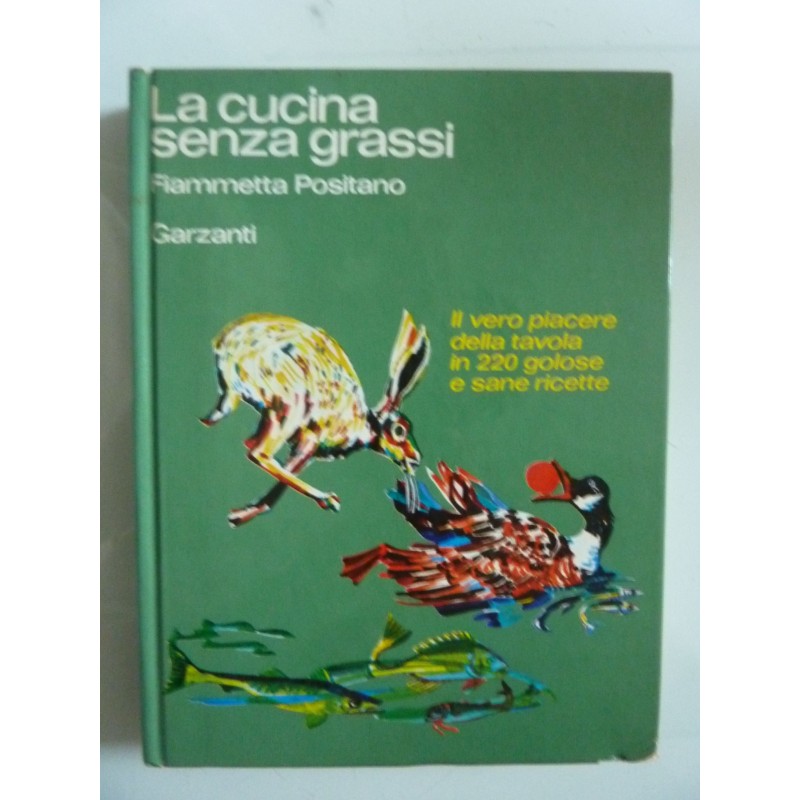 La cucina
senza grassi
Fiammetta Positano
Garzanti
Il vero piacere
della tavola
in 220 golose
e sane ricette